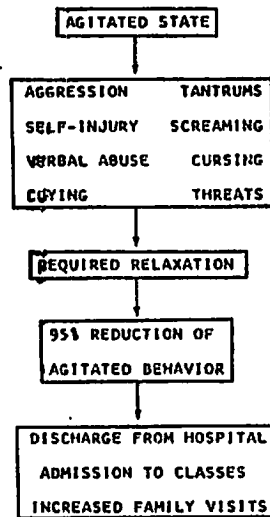 AGITATED STATE
AGGRESSION TANTRUMS
SELF-INJURY SCREAMING
VERBAL ABUSE CURSING
CRYING THREATS
REQUIRED RELAXATION
95% REDUCTION OF
AGITATED BEHAVIOR
DISCHARGE FROM HOSPITAL
ADMISSION TO CLASSES
INCREASED FAMILY VISITS